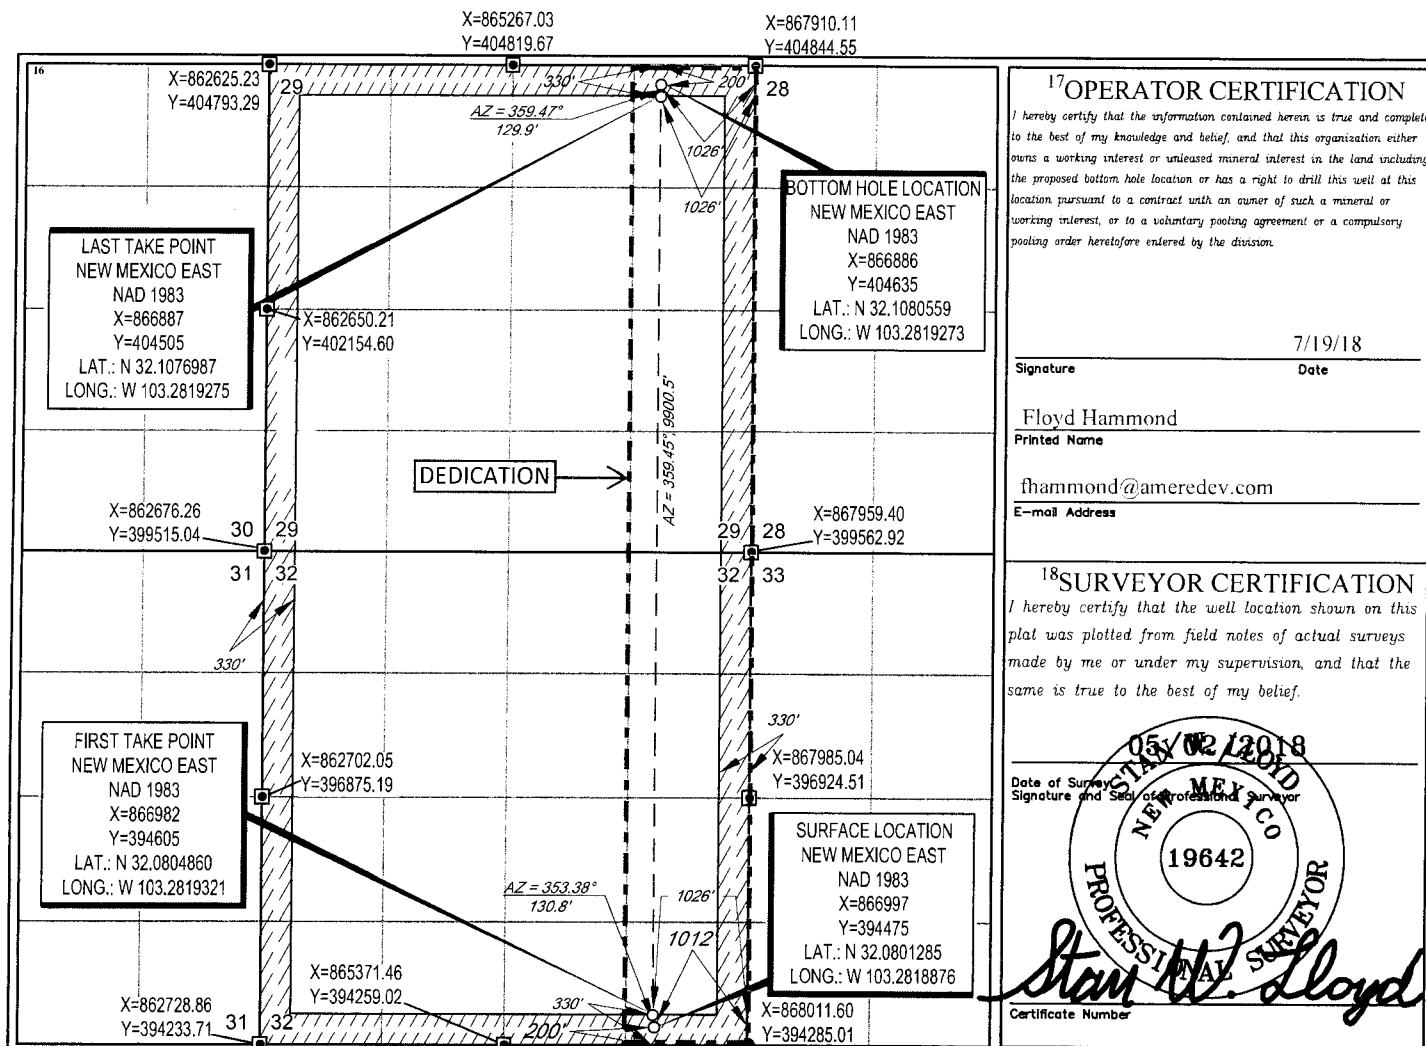 X=865267.03
Y=404819.67
X=867910.11
Y=404844.55
16
X=862625.23
Y=404793.29
29
330'
200'
28
AZ = 359.47°
129.9'
1026'
1026'
LAST TAKE POINT
NEW MEXICO EAST
NAD 1983
X=866887
Y=404505
LAT.: N 32.1076987
LONG.: W 103.2819275
BOTTOM HOLE LOCATION
NEW MEXICO EAST
NAD 1983
X=866886
Y=404635
LAT.: N 32.1080559
LONG.: W 103.2819273
X=862650.21
Y=402154.60
AZ = 359.45°, 9900.5'
DEDICATION
X=862676.26
Y=399515.04
30 29
31 32
29 28
32 33
X=867959.40
Y=399562.92
330'
330'
FIRST TAKE POINT
NEW MEXICO EAST
NAD 1983
X=866982
Y=394605
LAT.: N 32.0804860
LONG.: W 103.2819321
X=862702.05
Y=396875.19
X=867985.04
Y=396924.51
SURFACE LOCATION
NEW MEXICO EAST
NAD 1983
X=866997
Y=394475
LAT.: N 32.0801285
LONG.: W 103.2818876
AZ = 353.38°
130.8'
1026'
1012
X=865371.46
Y=394259.02
X=862728.86
Y=394233.71
31 32
330'
200'
X=868011.60
Y=394285.01
17 OPERATOR CERTIFICATION
I hereby certify that the information contained herein is true and complete
to the best of my knowledge and belief, and that this organization either
owns a working interest or unleased mineral interest in the land including
the proposed bottom hole location or has a right to drill this well at this
location pursuant to a contract with an owner of such a mineral or
working interest, or to a voluntary pooling agreement or a compulsory
pooling order heretofore entered by the division.
7/19/18
Signature Date
Floyd Hammond
Printed Name
fhammond@ameredev.com
E-mail Address
18 SURVEYOR CERTIFICATION
I hereby certify that the well location shown on this
plat was plotted from field notes of actual surveys
made by me or under my supervision, and that the
same is true to the best of my belief.
05/02/2018
Date of Survey
Signature and Seal of Professional Surveyor
STAN W. LLOYD
NEW MEXICO
19642
PROFESSIONAL SURVEYOR
Stan W. Lloyd
Certificate Number